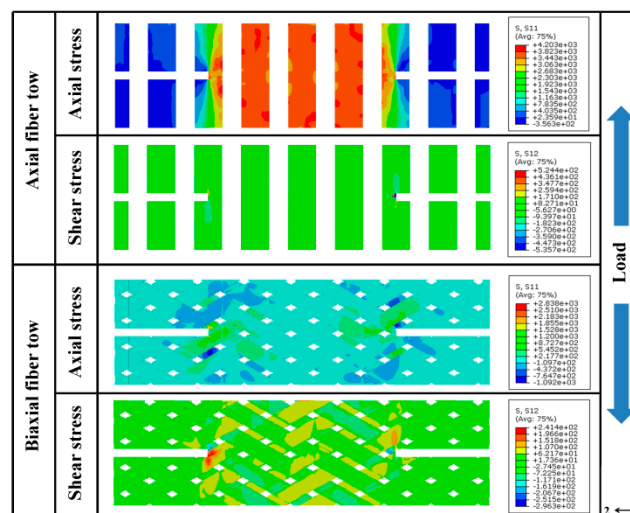 Axial fiber tow
Axial stress
S, S11
(Avg: 75%)
+4.203e+03
+3.823e+03
+3.443e+03
+3.063e+03
+2.683e+03
+2.303e+03
+1.923e+03
+1.543e+03
+1.163e+03
+7.835e+02
+4.035e+02
+2.359e+01
-3.563e+02
Shear stress
S, S12
(Avg: 75%)
+5.244e+02
+4.361e+02
+3.477e+02
+2.594e+02
+1.710e+02
+8.271e+01
-5.627e+00
-9.397e+01
-1.823e+02
-2.706e+02
-3.590e+02
-4.473e+02
-5.357e+02
Biaxial fiber tow
Axial stress
S, S11
(Avg: 75%)
+2.838e+03
+2.510e+03
+2.183e+03
+1.855e+03
+1.528e+03
+1.200e+03
+8.727e+02
+5.452e+02
+2.177e+02
-1.097e+02
-4.372e+02
-7.647e+02
-1.092e+03
Shear stress
S, S12
(Avg: 75%)
+2.414e+02
+1.966e+02
+1.518e+02
+1.070e+02
+6.217e+01
+1.736e+01
-2.745e+01
-7.225e+01
-1.171e+02
-1.619e+02
-2.067e+02
-2.515e+02
-2.963e+02
Load
2